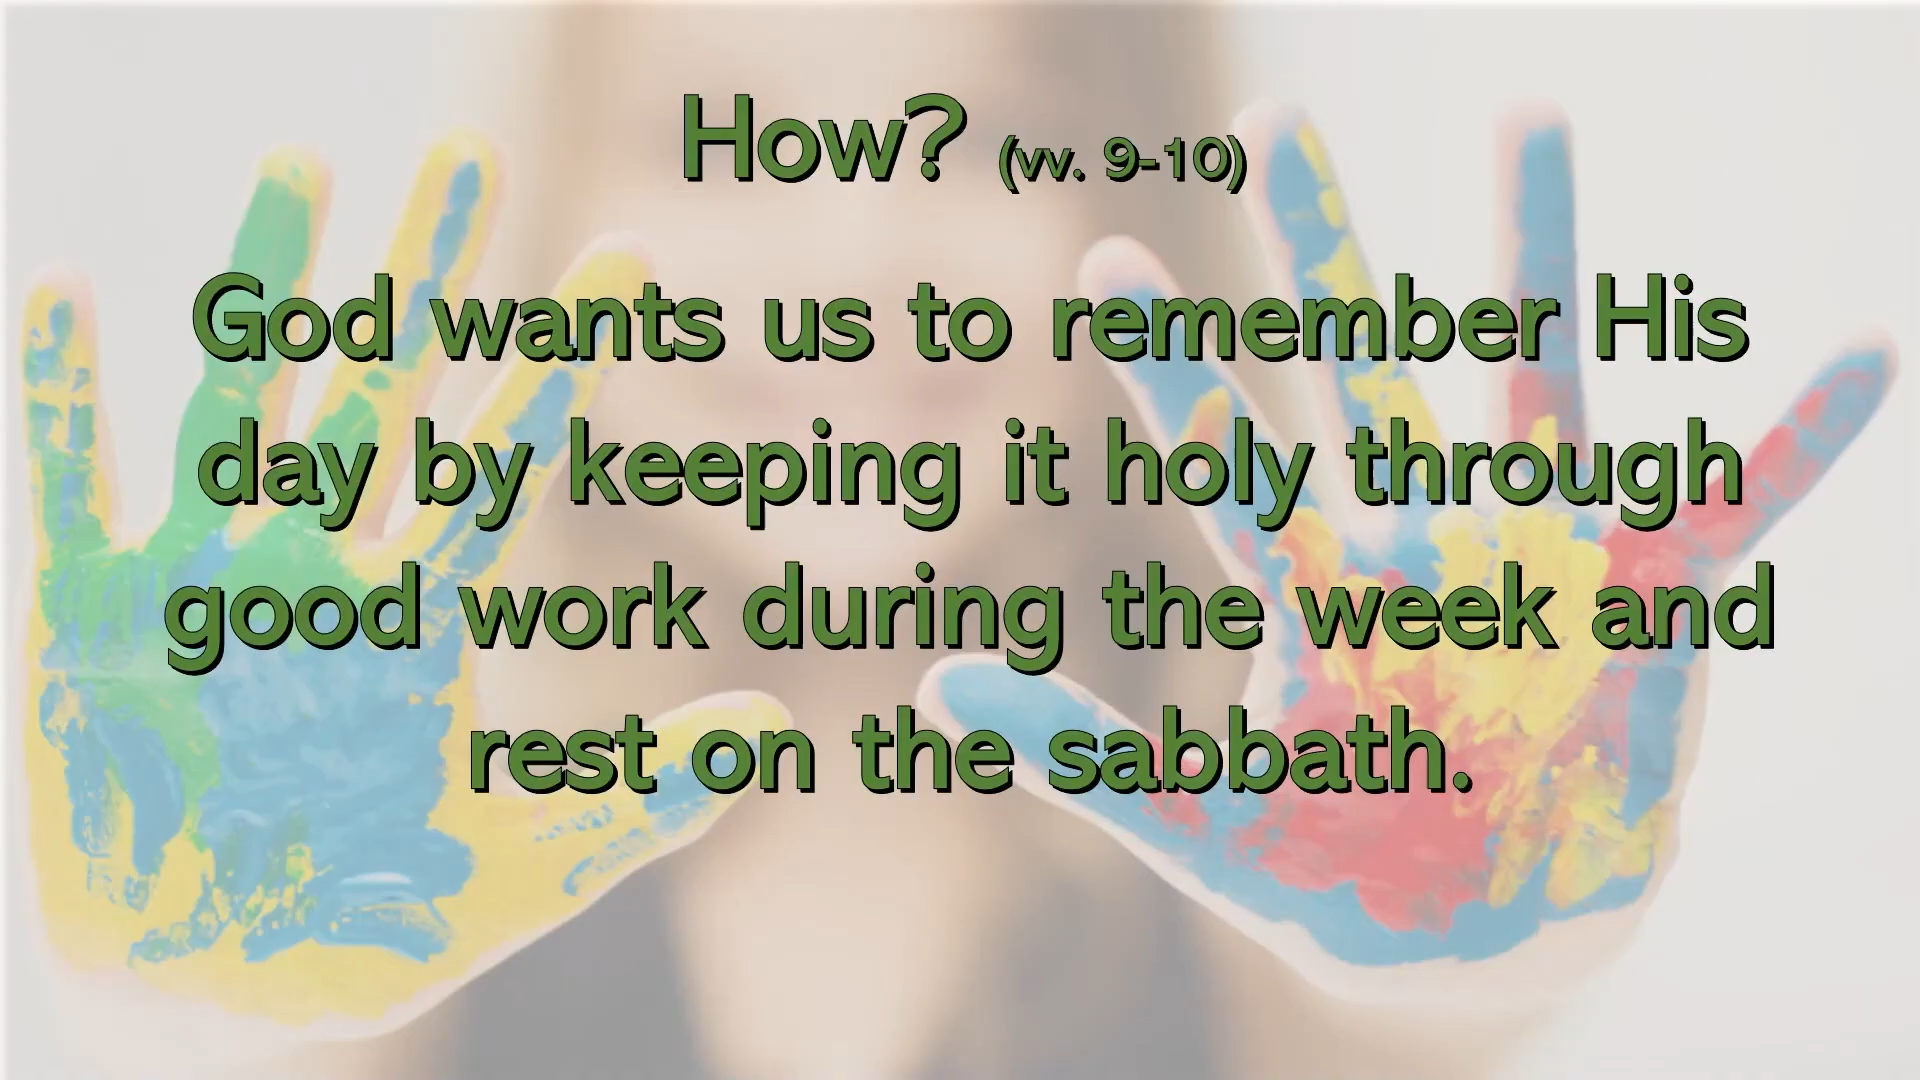 How? (vv. 9-10)
God wants us to remember His
day by keeping it holy through
good work during the week and
rest on the sabbath.